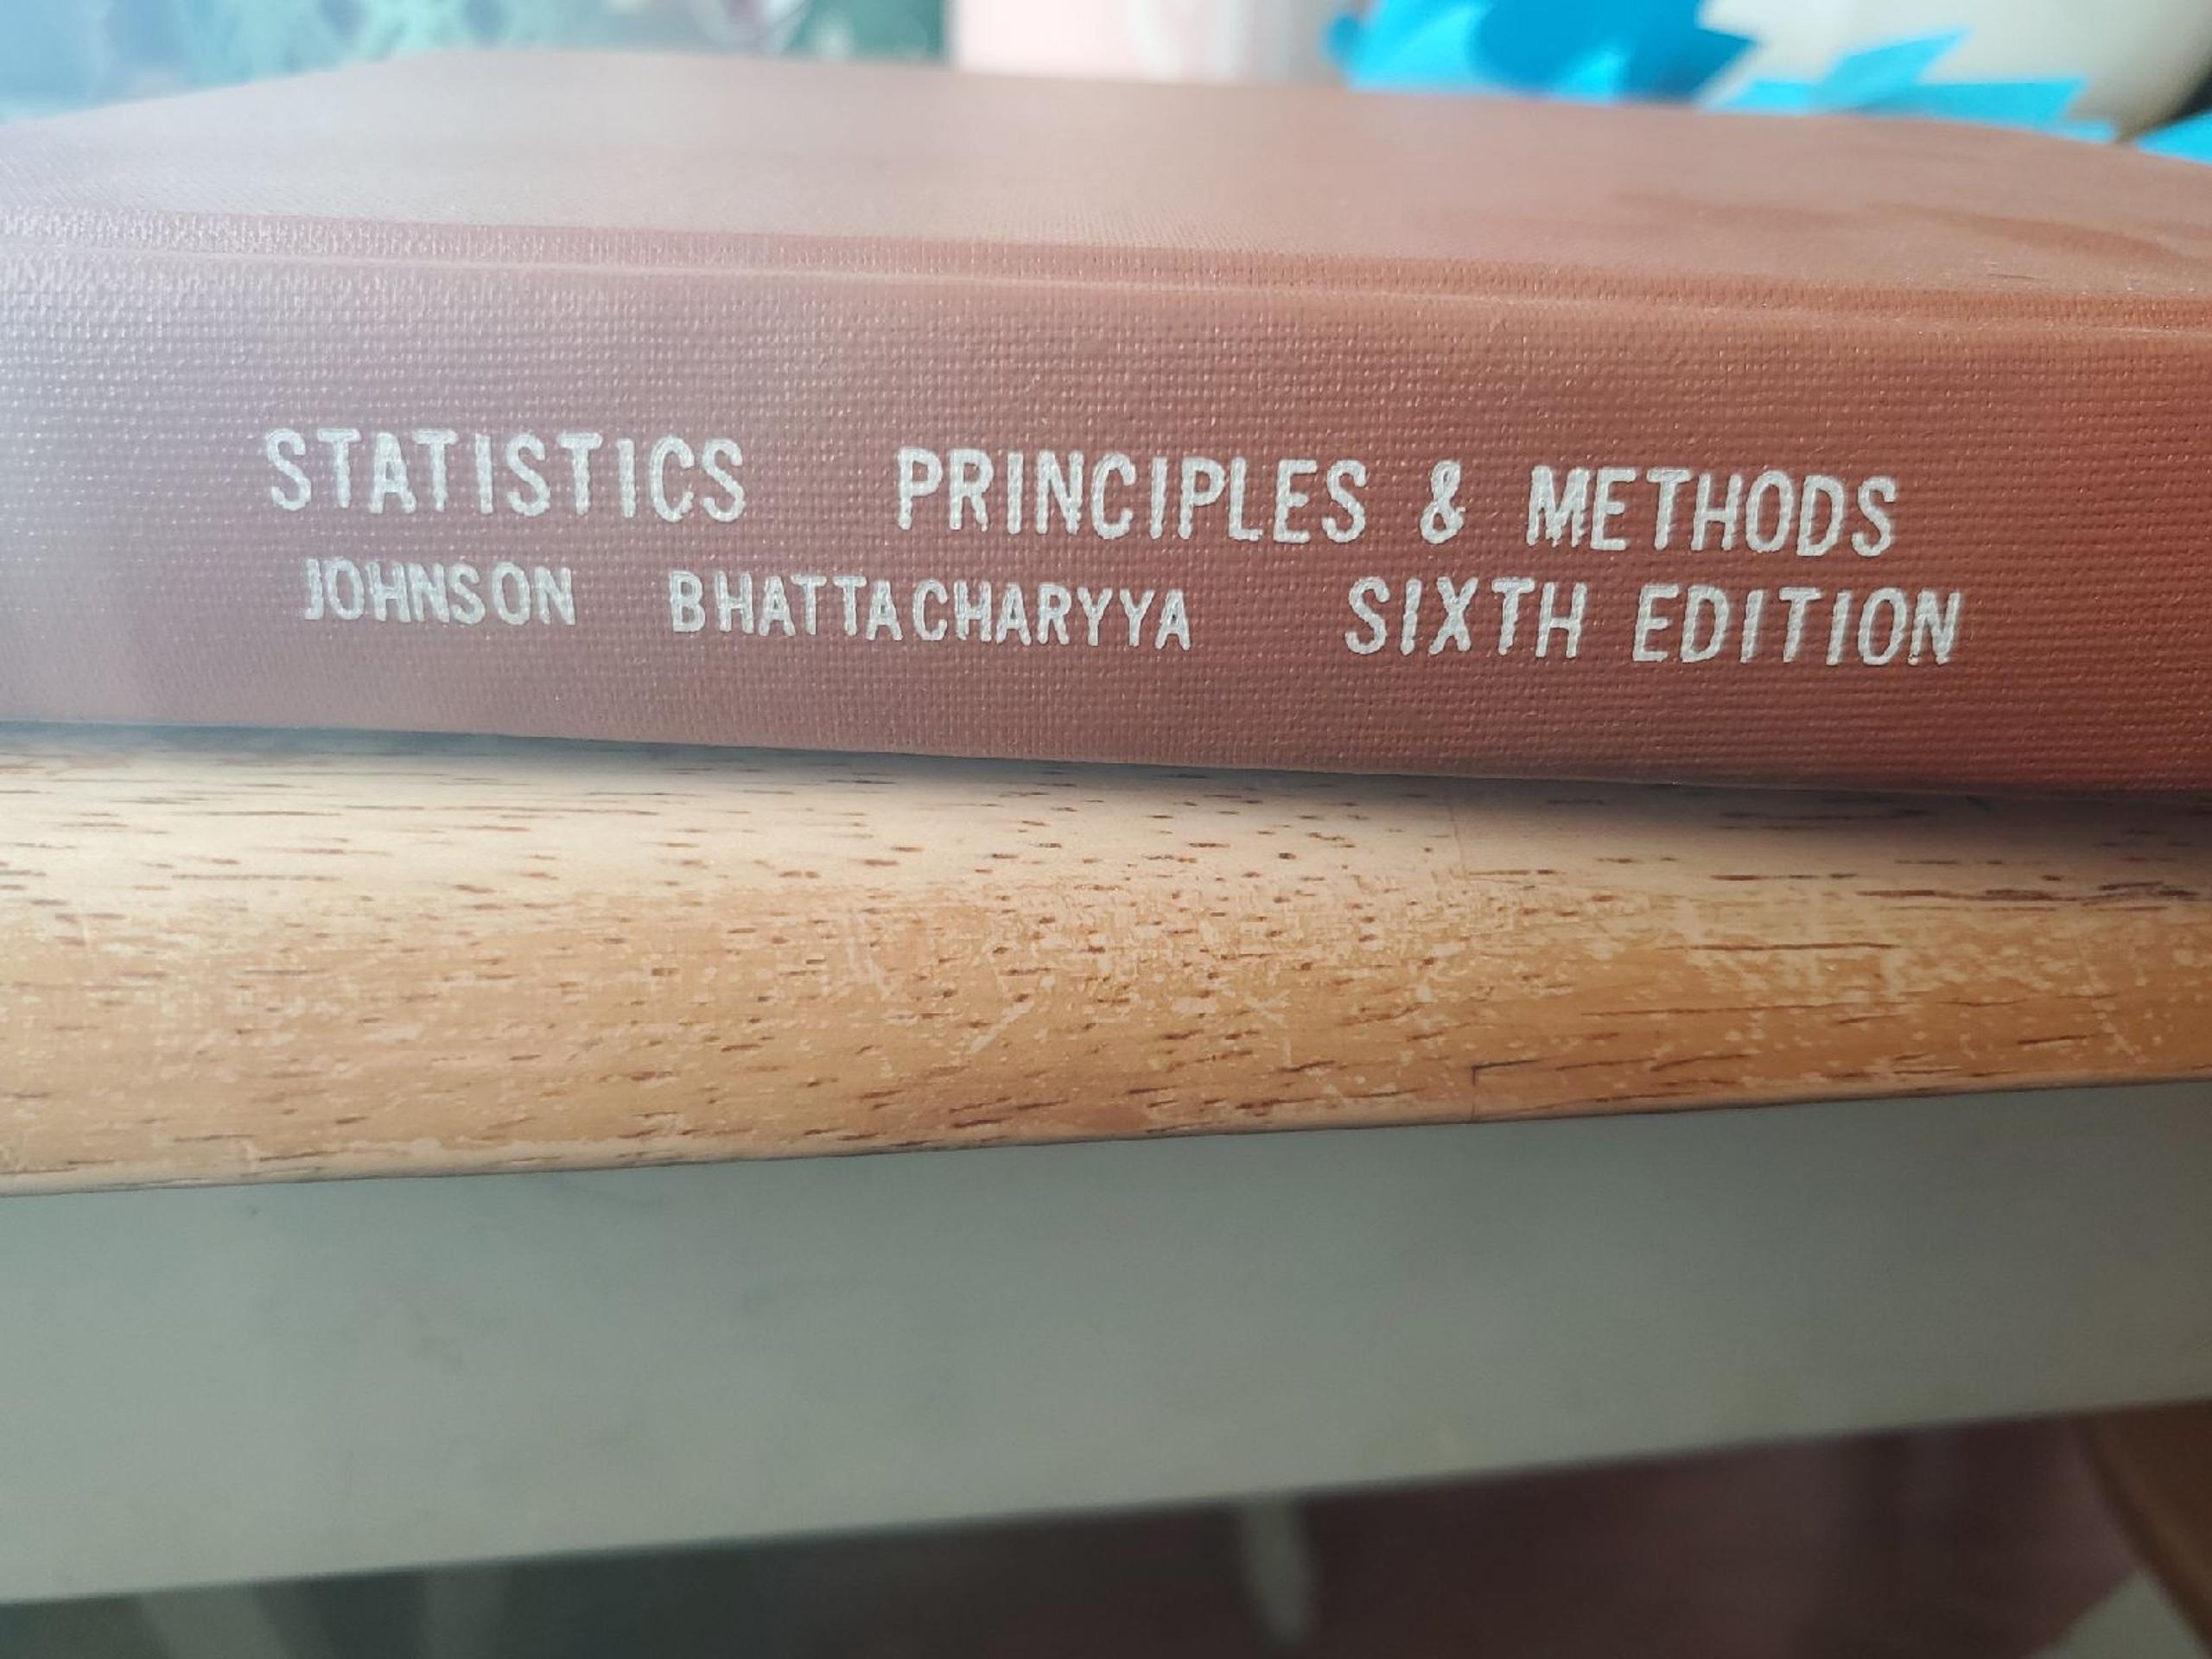 STATISTICS PRINCIPLES & METHODS
JOHNSON BHATTACHARYYA SIXTH EDITION